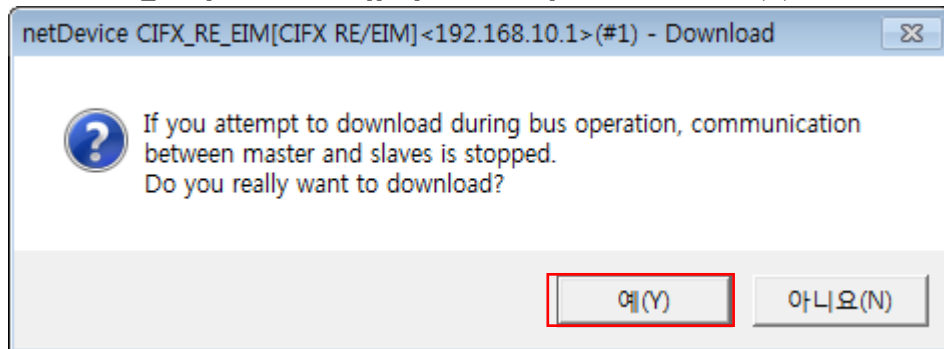 netDevice CIFX_RE_EIM[CIFX RE/EIM]<192.168.10.1>(#1) - Download
If you attempt to download during bus operation, communication
between master and slaves is stopped.
Do you really want to download?
예(Y) 아니요(N)